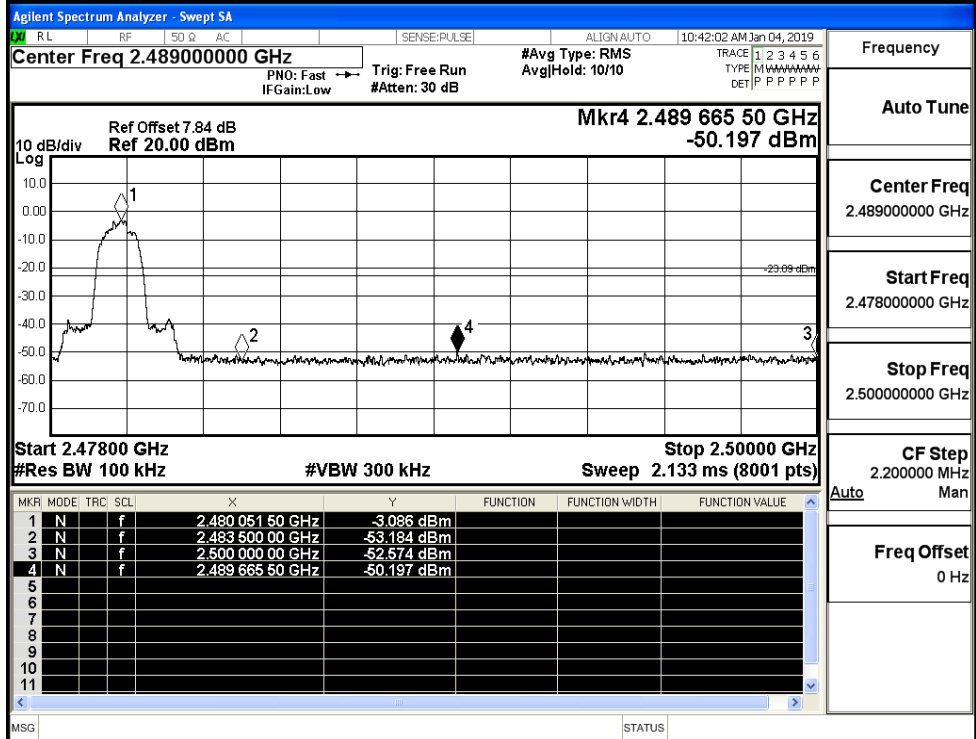 Agilent Spectrum Analyzer - Swept SA
LXI RL RF 50 Ω AC SENSE:PULSE ALIGN AUTO 10:42:02 AM Jan 04, 2019
Center Freq 2.489000000 GHz
PNO: Fast
IFGain:Low
Trig: Free Run
#Atten: 30 dB
#Avg Type: RMS
Avg|Hold: 10/10
TRACE 1 2 3 4 5 6
TYPE M WWWWW
DET P P P P P P
Frequency
Auto Tune
Center Freq
2.489000000 GHz
Start Freq
2.478000000 GHz
Stop Freq
2.500000000 GHz
CF Step
2.200000 MHz
Auto Man
Freq Offset
0 Hz
Mkr4 2.489 665 50 GHz
-50.197 dBm
Ref Offset 7.84 dB
10 dB/div Ref 20.00 dBm
Log
10.0
0.00
-10.0
-20.0
-30.0
-40.0
-50.0
-60.0
-70.0
1
2
4
3
-23.09 dBm
Start 2.47800 GHz Stop 2.50000 GHz
#Res BW 100 kHz #VBW 300 kHz Sweep 2.133 ms (8001 pts)
MKR MODE TRC SCL X Y FUNCTION FUNCTION WIDTH FUNCTION VALUE
1 N f 2.480 051 50 GHz -3.086 dBm
2 N f 2.483 500 00 GHz -53.184 dBm
3 N f 2.500 000 00 GHz -52.574 dBm
4 N f 2.489 665 50 GHz -50.197 dBm
5
6
7
8
9
10
11
MSG STATUS